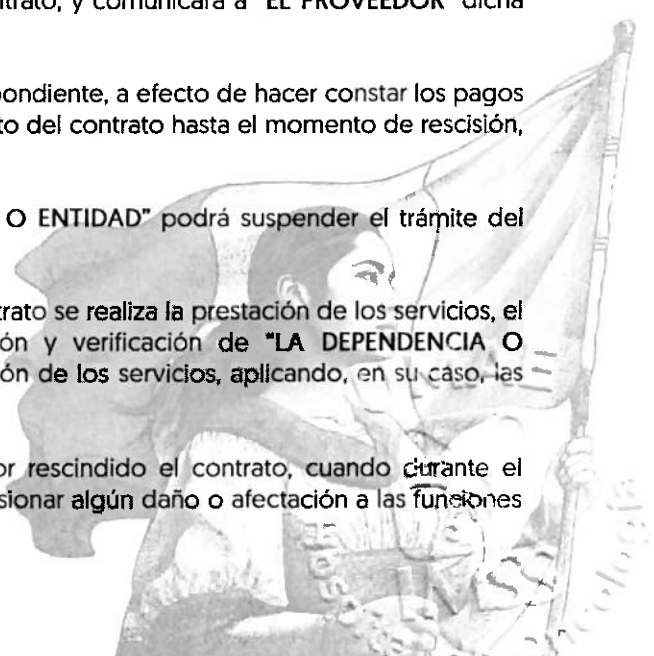 trato, y comunicará a "EL PROVEEDOR" dicha
pondiente, a efecto de hacer constar los pagos
to del contrato hasta el momento de rescisión,
O ENTIDAD" podrá suspender el trámite del
trato se realiza la prestación de los servicios, el
ón y verificación de "LA DEPENDENCIA O
ón de los servicios, aplicando, en su caso, las
or rescindido el contrato, cuando durante el
sionar algún daño o afectación a las funciones